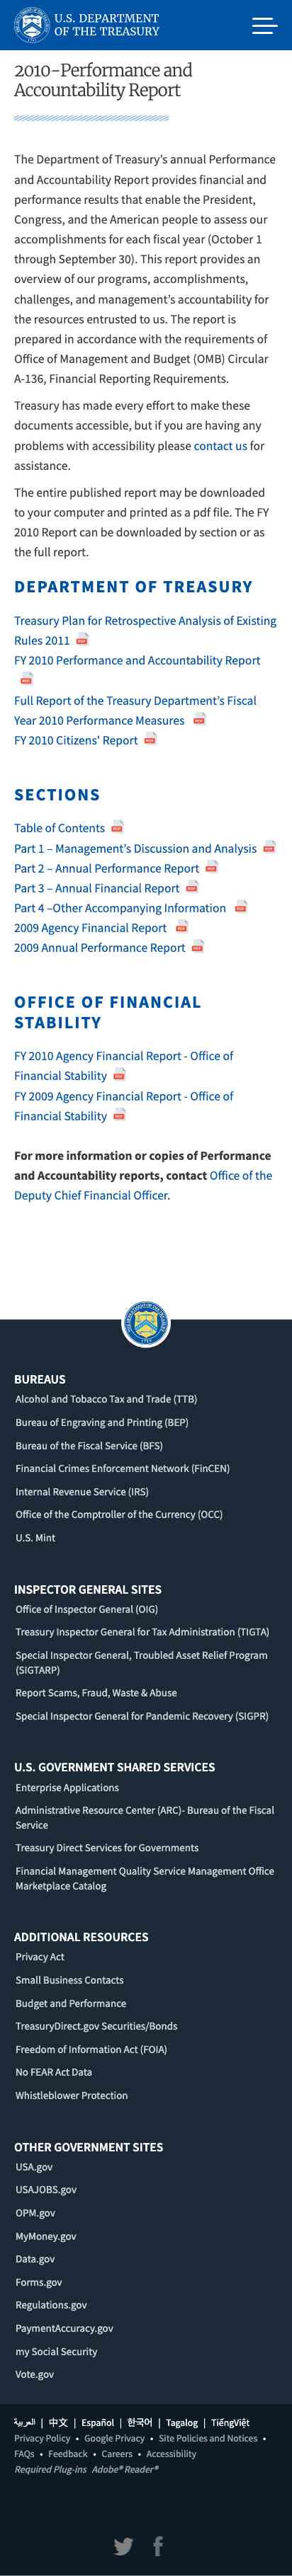 U.S. DEPARTMENT
OF THE TREASURY
2010-Performance and
Accountability Report
The Department of Treasury’s annual Performance
and Accountability Report provides financial and
performance results that enable the President,
Congress, and the American people to assess our
accomplishments for each fiscal year (October 1
through September 30). This report provides an
overview of our programs, accomplishments,
challenges, and management’s accountability for
the resources entrusted to us. The report is
prepared in accordance with the requirements of
Office of Management and Budget (OMB) Circular
A-136, Financial Reporting Requirements.
Treasury has made every effort to make these
documents accessible, but if you are having any
problems with accessibility please contact us for
assistance.
The entire published report may be downloaded
to your computer and printed as a pdf file. The FY
2010 Report can be downloaded by section or as
the full report.
DEPARTMENT OF TREASURY
Treasury Plan for Retrospective Analysis of Existing
Rules 2011
FY 2010 Performance and Accountability Report
Full Report of the Treasury Department’s Fiscal
Year 2010 Performance Measures
FY 2010 Citizens' Report
SECTIONS
Table of Contents
Part 1 – Management’s Discussion and Analysis
Part 2 – Annual Performance Report
Part 3 – Annual Financial Report
Part 4 –Other Accompanying Information
2009 Agency Financial Report
2009 Annual Performance Report
OFFICE OF FINANCIAL
STABILITY
FY 2010 Agency Financial Report - Office of
Financial Stability
FY 2009 Agency Financial Report - Office of
Financial Stability
For more information or copies of Performance
and Accountability reports, contact Office of the
Deputy Chief Financial Officer.
BUREAUS
Alcohol and Tobacco Tax and Trade (TTB)
Bureau of Engraving and Printing (BEP)
Bureau of the Fiscal Service (BFS)
Financial Crimes Enforcement Network (FinCEN)
Internal Revenue Service (IRS)
Office of the Comptroller of the Currency (OCC)
U.S. Mint
INSPECTOR GENERAL SITES
Office of Inspector General (OIG)
Treasury Inspector General for Tax Administration (TIGTA)
Special Inspector General, Troubled Asset Relief Program
(SIGTARP)
Report Scams, Fraud, Waste & Abuse
Special Inspector General for Pandemic Recovery (SIGPR)
U.S. GOVERNMENT SHARED SERVICES
Enterprise Applications
Administrative Resource Center (ARC)- Bureau of the Fiscal
Service
Treasury Direct Services for Governments
Financial Management Quality Service Management Office
Marketplace Catalog
ADDITIONAL RESOURCES
Privacy Act
Small Business Contacts
Budget and Performance
TreasuryDirect.gov Securities/Bonds
Freedom of Information Act (FOIA)
No FEAR Act Data
Whistleblower Protection
OTHER GOVERNMENT SITES
USA.gov
USAJOBS.gov
OPM.gov
MyMoney.gov
Data.gov
Forms.gov
Regulations.gov
PaymentAccuracy.gov
my Social Security
Vote.gov
العربية | 中文 | Español | 한국어 | Tagalog | TiếngViệt
Privacy Policy • Google Privacy • Site Policies and Notices •
FAQs • Feedback • Careers • Accessibility
Required Plug-ins Adobe® Reader®